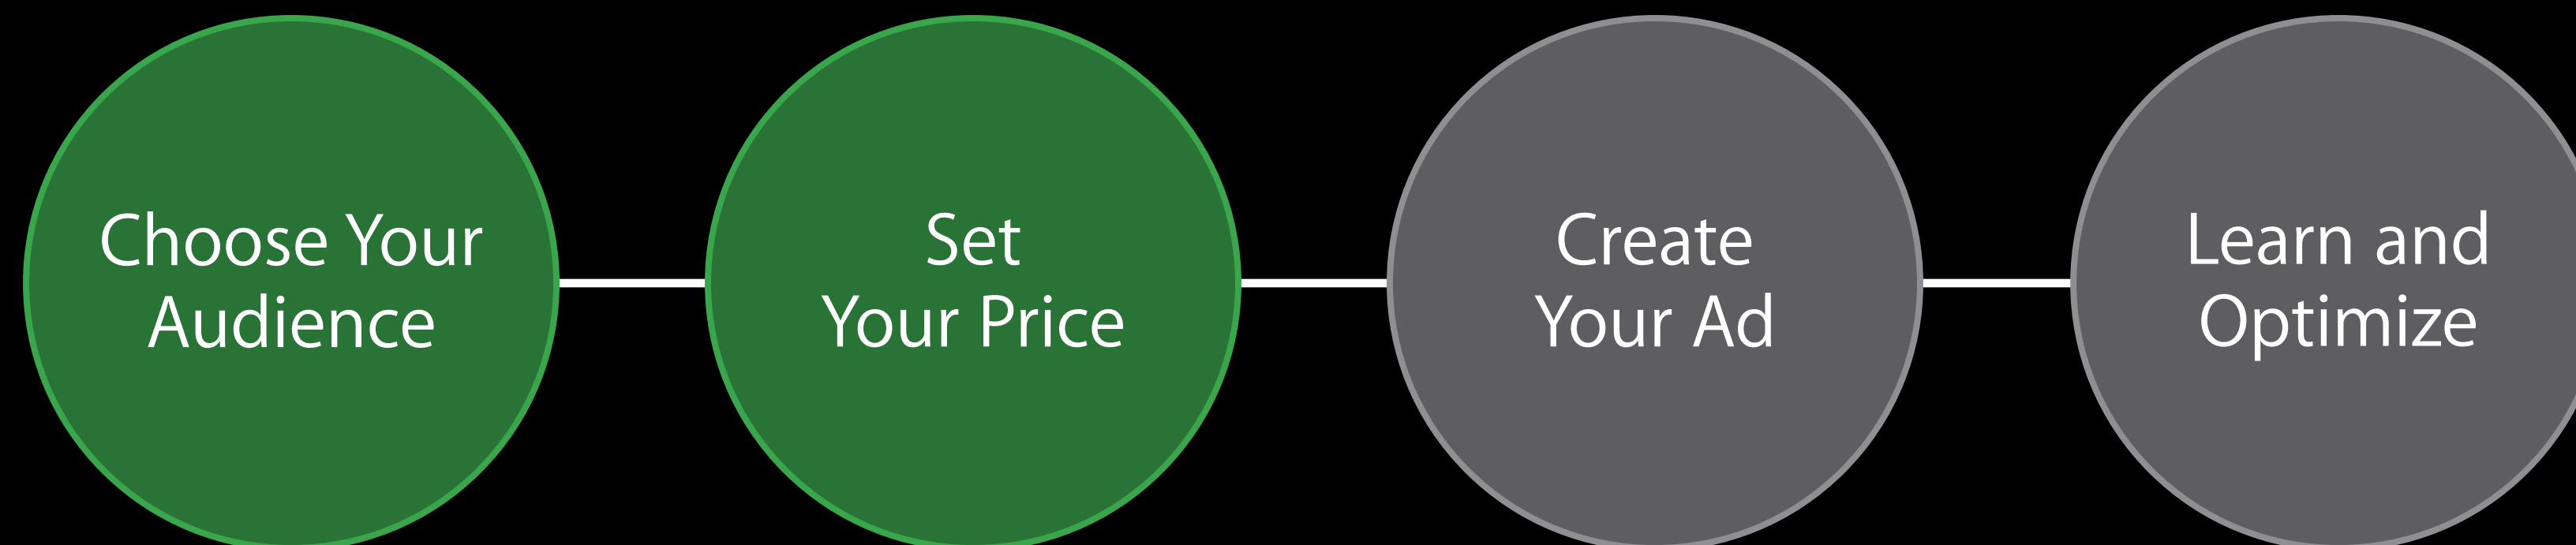 Choose Your
Audience
Set
Your Price
Create
Your Ad
Learn and
Optimize